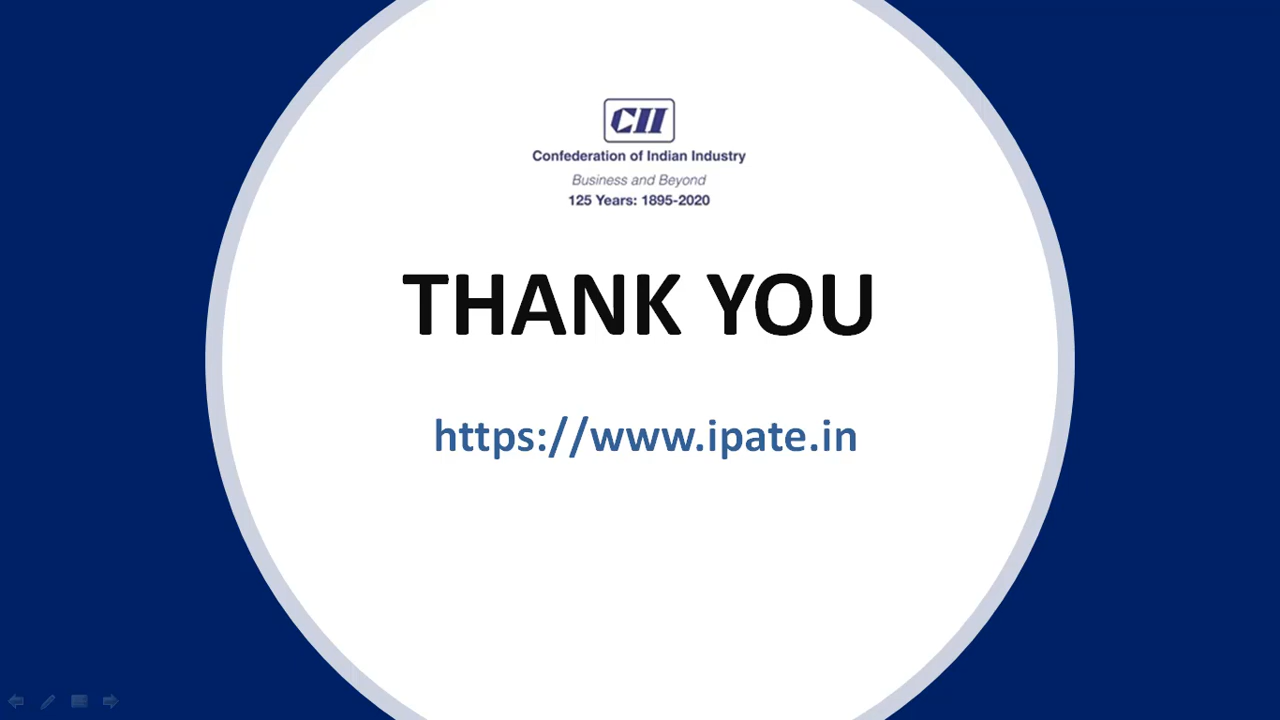 CII
Confederation of Indian Industry
Business and Beyond
125 Years: 1895-2020
THANK YOU
https://www.ipate.in